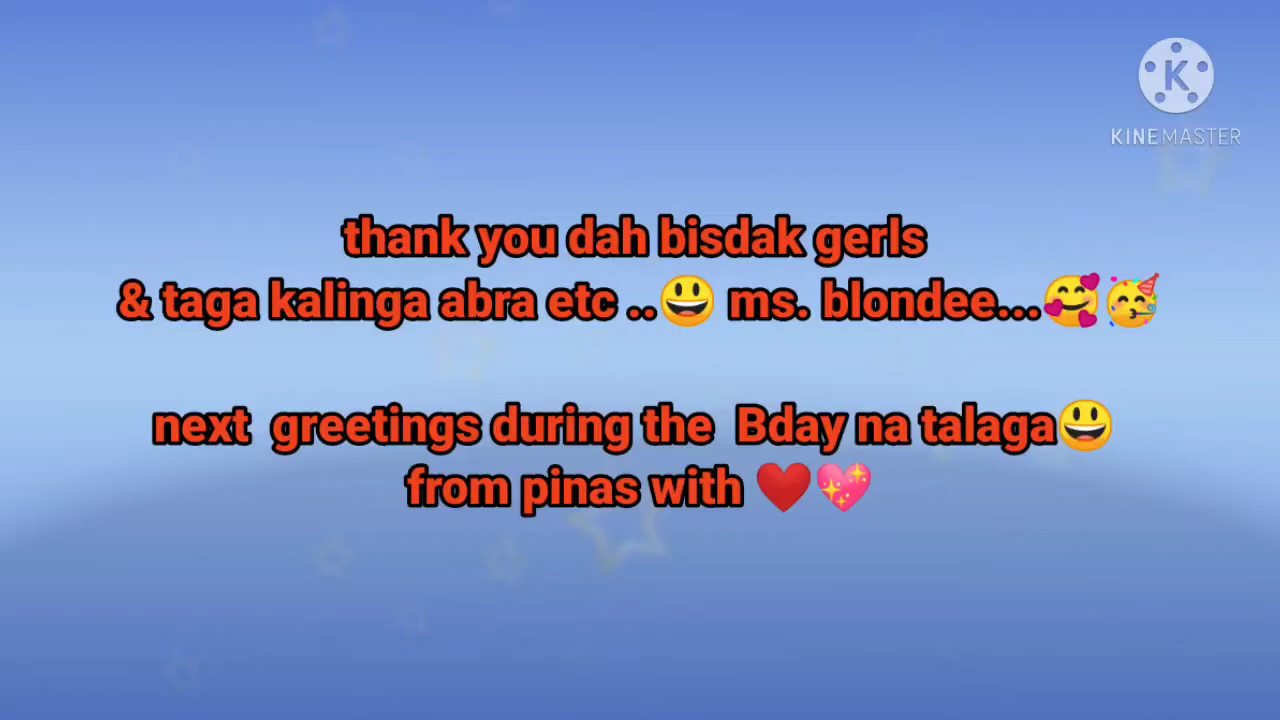 K
KINEMASTER
thank you dah bisdak gerls
& taga kalinga abra etc ..😃 ms. blondee...🥰🥳
next greetings during the Bday na talaga😃
from pinas with ❤️💖